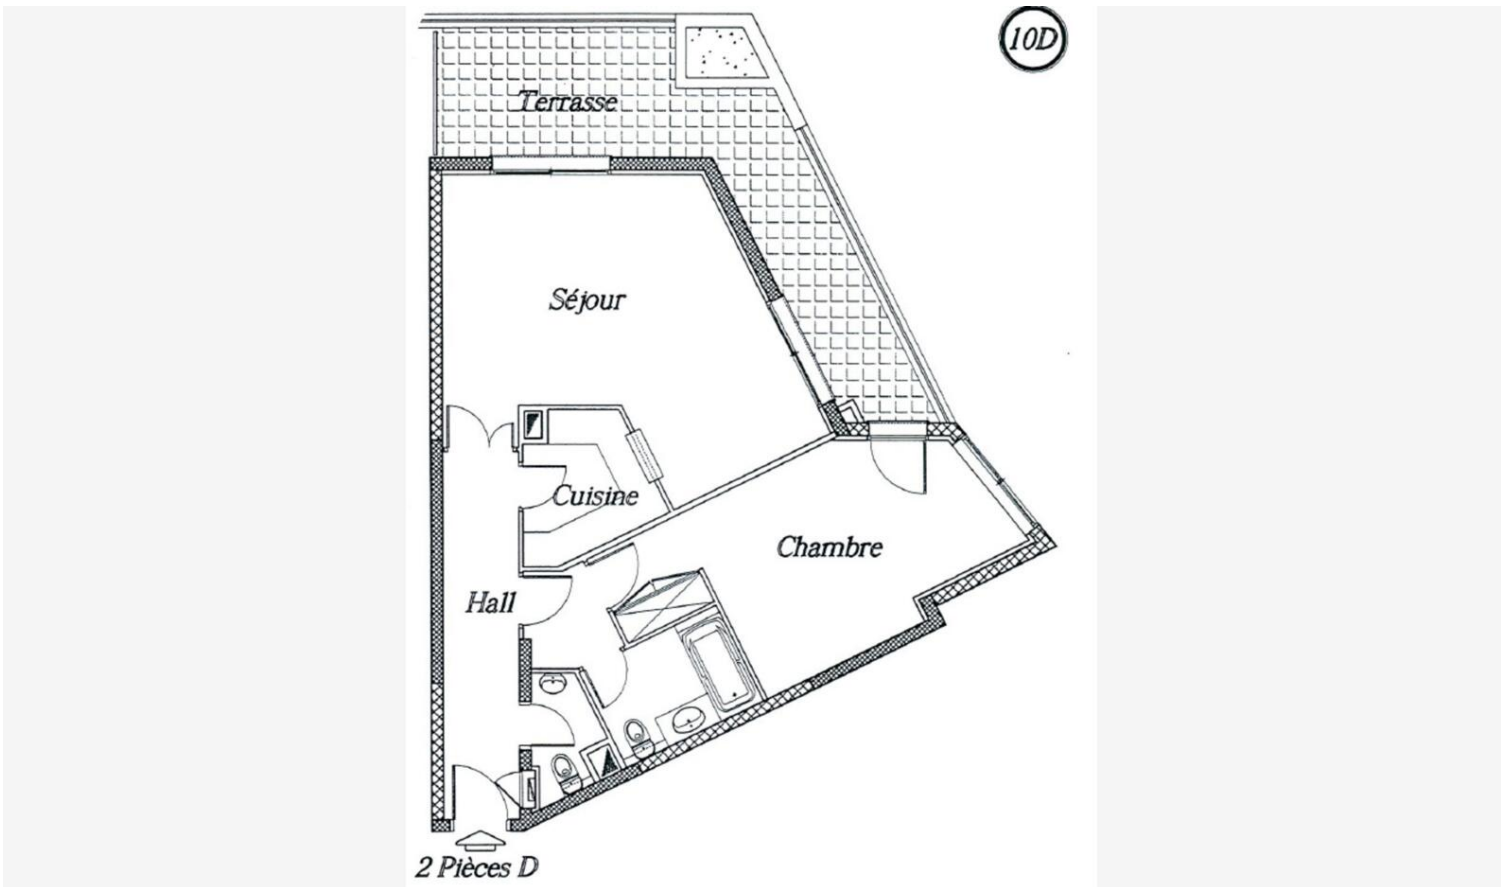 10D
Terrasse
Séjour
Cuisine
Chambre
Hall
2 Pièces D